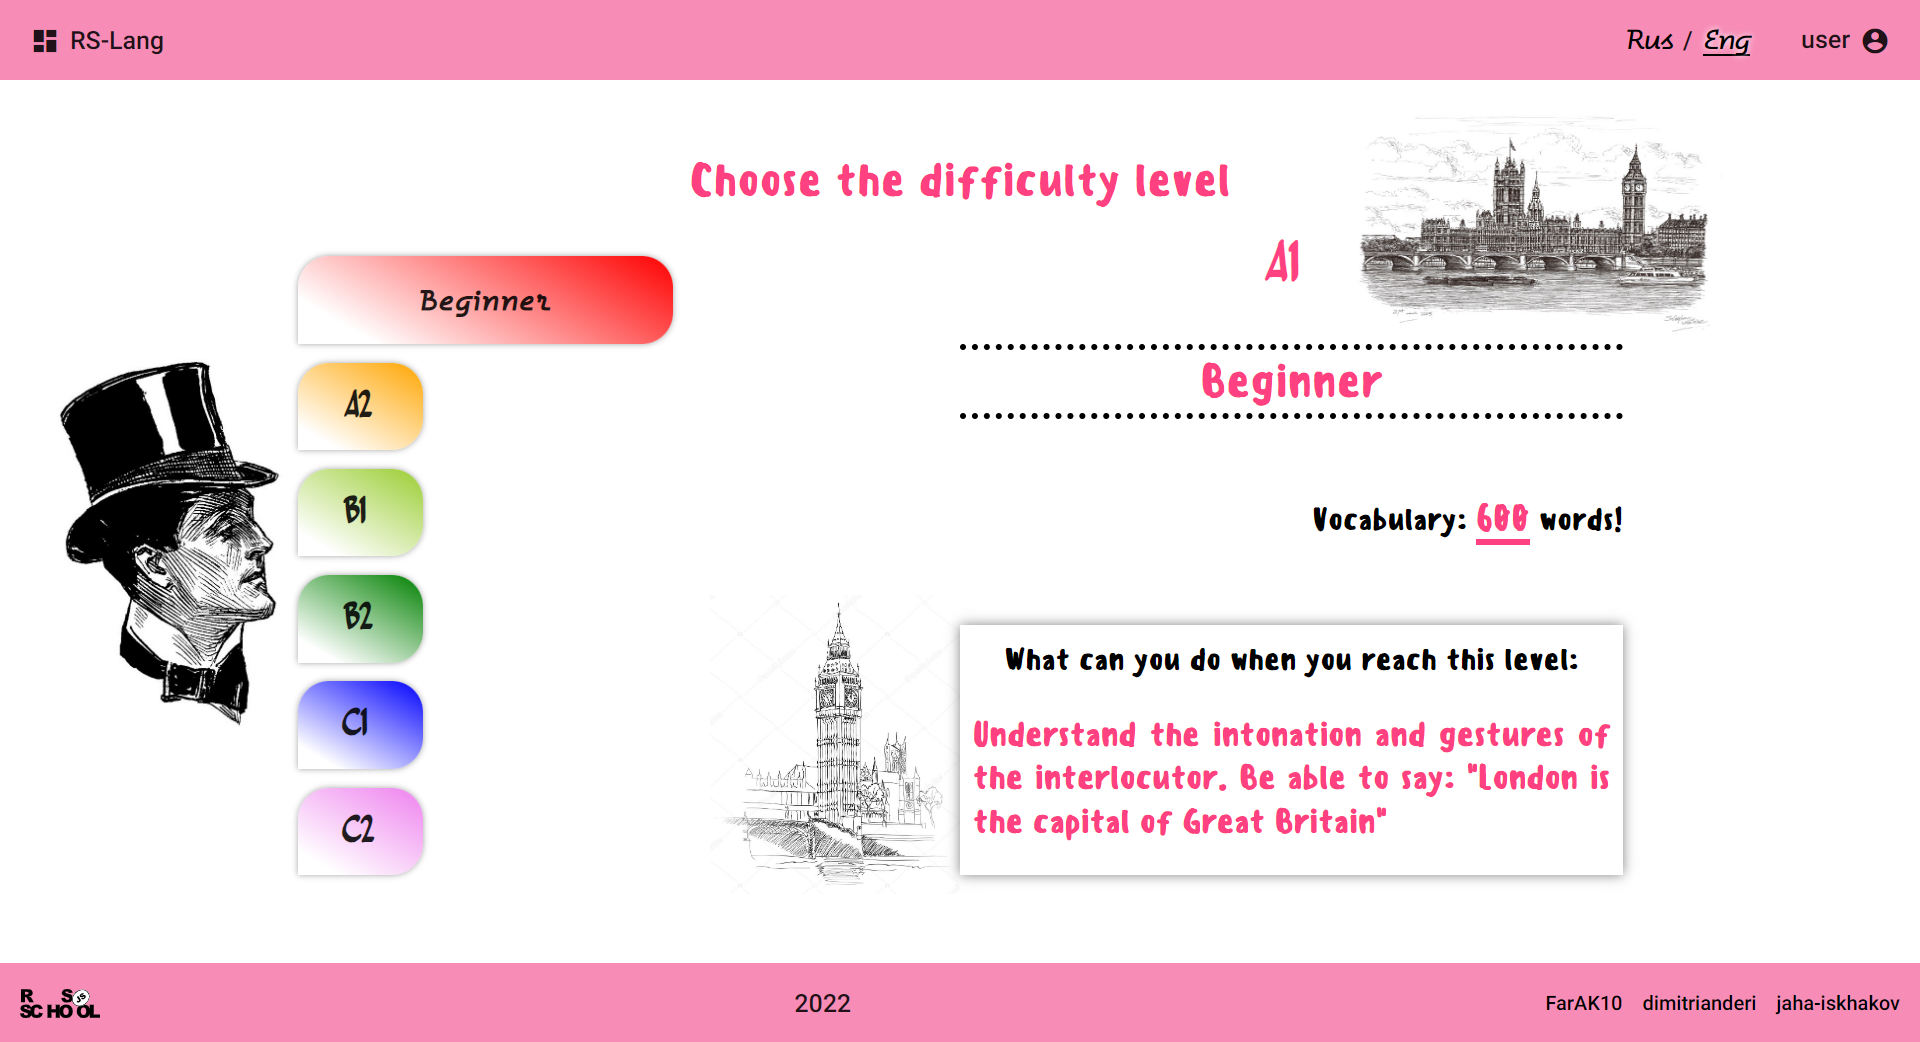 RS-Lang
Rus / Eng
user
Choose the difficulty level
A1
Beginner
A2
B1
B2
C1
C2
Beginner
Vocabulary: 600 words!
What can you do when you reach this level:
Understand the intonation and gestures of
the interlocutor. Be able to say: "London is
the capital of Great Britain"
RS
SCHOOL
JS
2022
FarAK10 dimitrianderi jaha-iskhakov